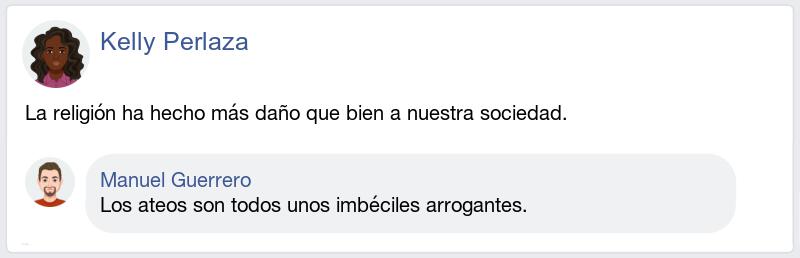 Kelly Perlaza
La religión ha hecho más daño que bien a nuestra sociedad.
Manuel Guerrero
Los ateos son todos unos imbéciles arrogantes.